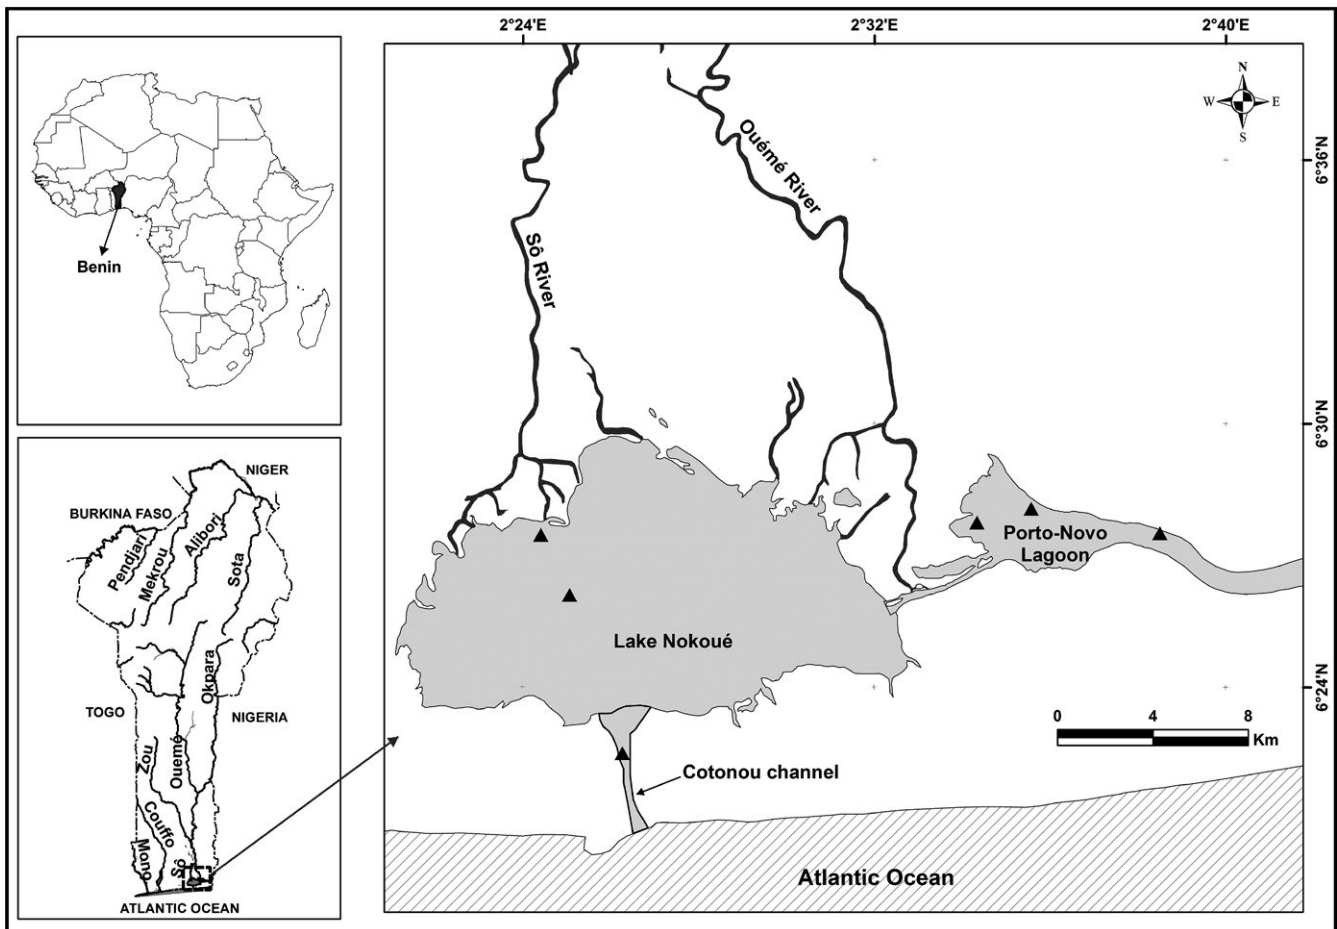 Benin
NIGER
BURKINA FASO
Pendjari
Mekrou
Alibori
Sota
Okpara
TOGO
NIGERIA
Zou
Ouemé
Couffo
Mono
Sô
ATLANTIC OCEAN
2°24'E
2°32'E
2°40'E
N
W
E
S
6°36'N
6°30'N
6°24'N
Ouémé River
Sô River
Porto-Novo
Lagoon
Lake Nokoué
0
4
8
Km
Cotonou channel
Atlantic Ocean